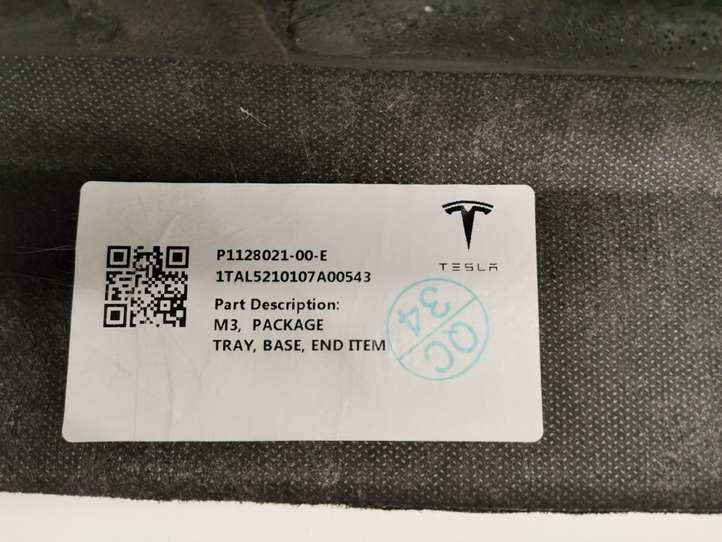 P1128021-00-E
1TAL5210107A00543
Part Description:
M3, PACKAGE
TRAY, BASE, END ITEM
TESLA
QC
34